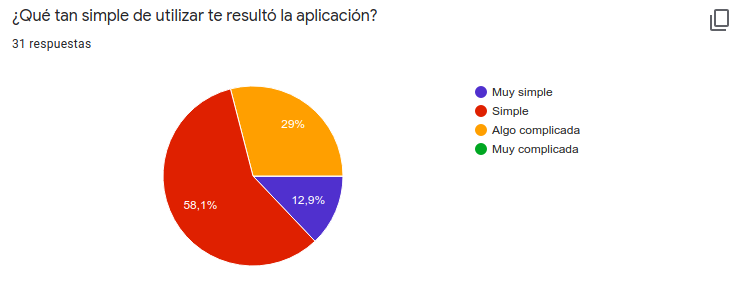 ¿Qué tan simple de utilizar te resultó la aplicación?
31 respuestas
Muy simple
Simple
Algo complicada
Muy complicada
29%
12,9%
58,1%